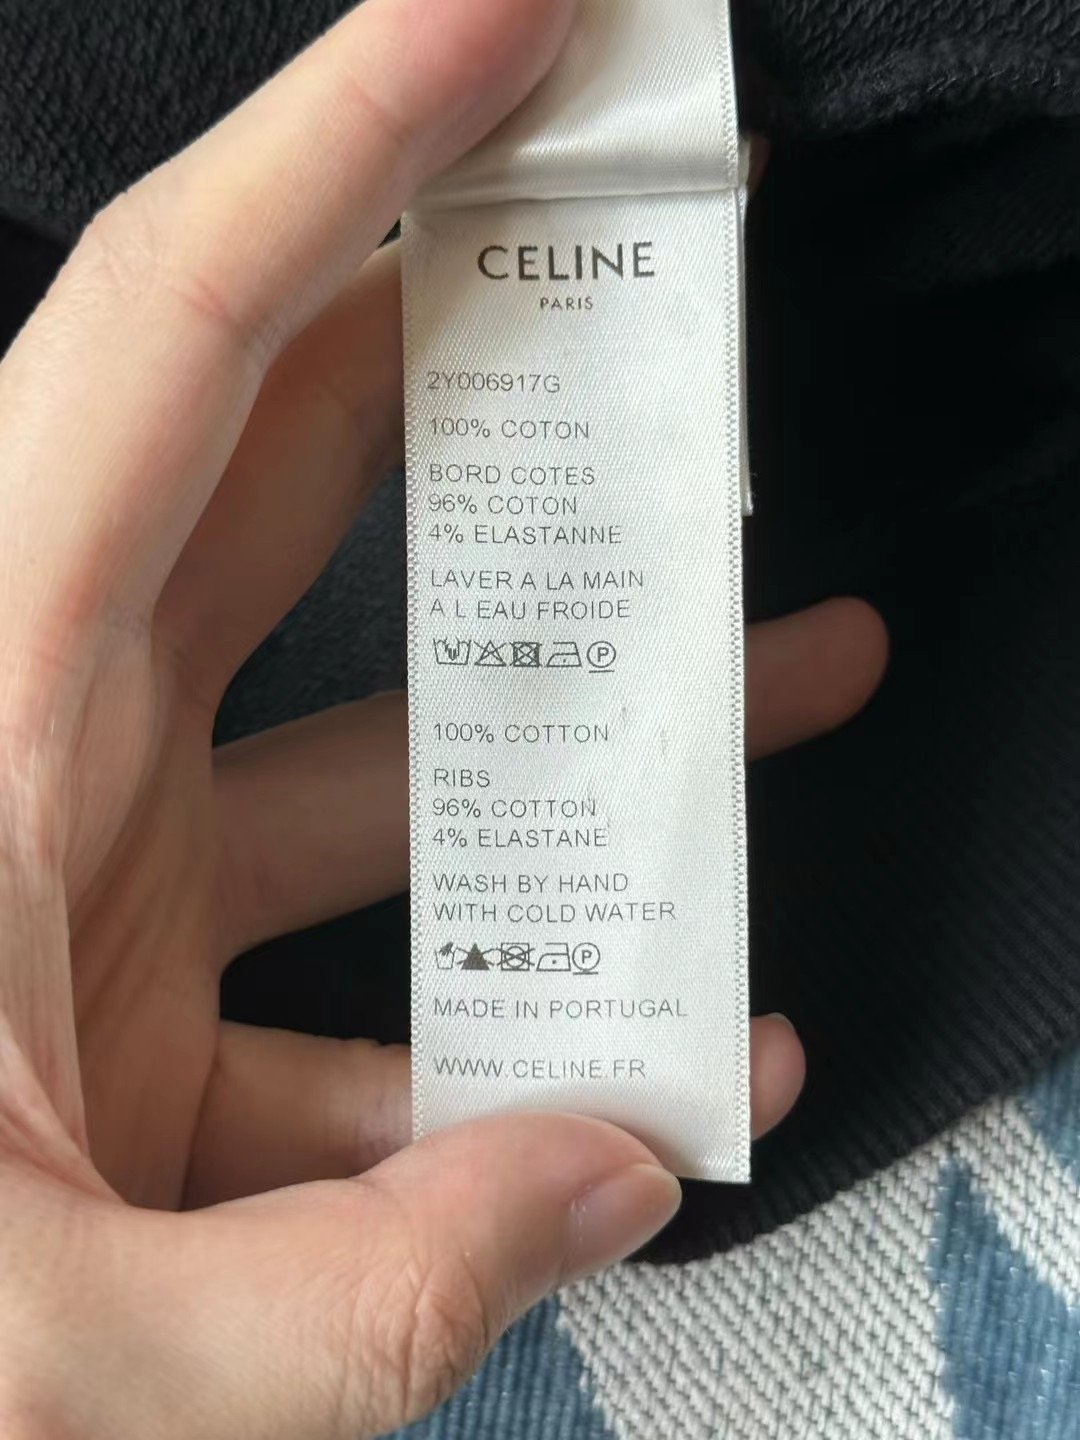 CELINE
PARIS
2Y006917G
100% COTON
BORD COTES
96% COTON
4% ELASTANNE
LAVER A LA MAIN
A L EAU FROIDE
P
100% COTTON
RIBS
96% COTTON
4% ELASTANE
WASH BY HAND
WITH COLD WATER
P
MADE IN PORTUGAL
WWW.CELINE.FR